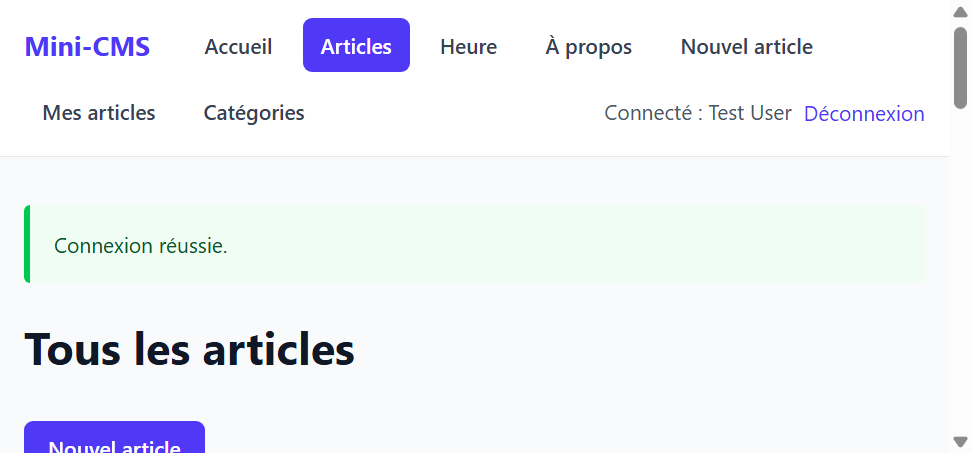 Mini-CMS Accueil Articles Heure À propos Nouvel article
Mes articles Catégories Connecté : Test User Déconnexion
Connexion réussie.
Tous les articles
Nouvel article